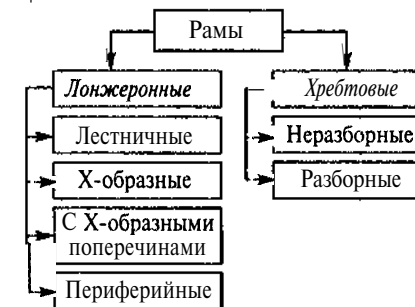 Рамы
Лонжеронные
Хребтовые
Лестничные
Неразборные
Х-образные
Разборные
С Х-образными
поперечинами
Периферийные